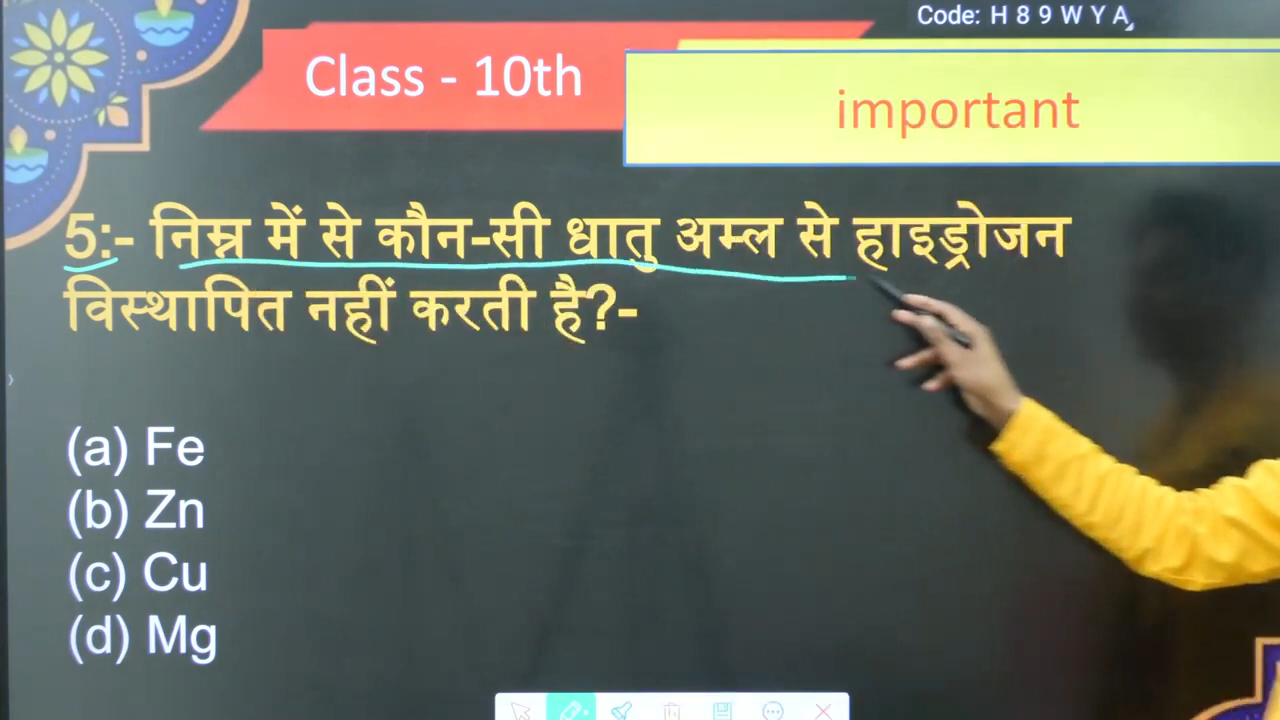 Code: H 8 9 W Y A
Class - 10th
important
5:- निम्न में से कौन-सी धातु अम्ल से हाइड्रोजन
विस्थापित नहीं करती है?-
(a) Fe
(b) Zn
(c) Cu
(d) Mg